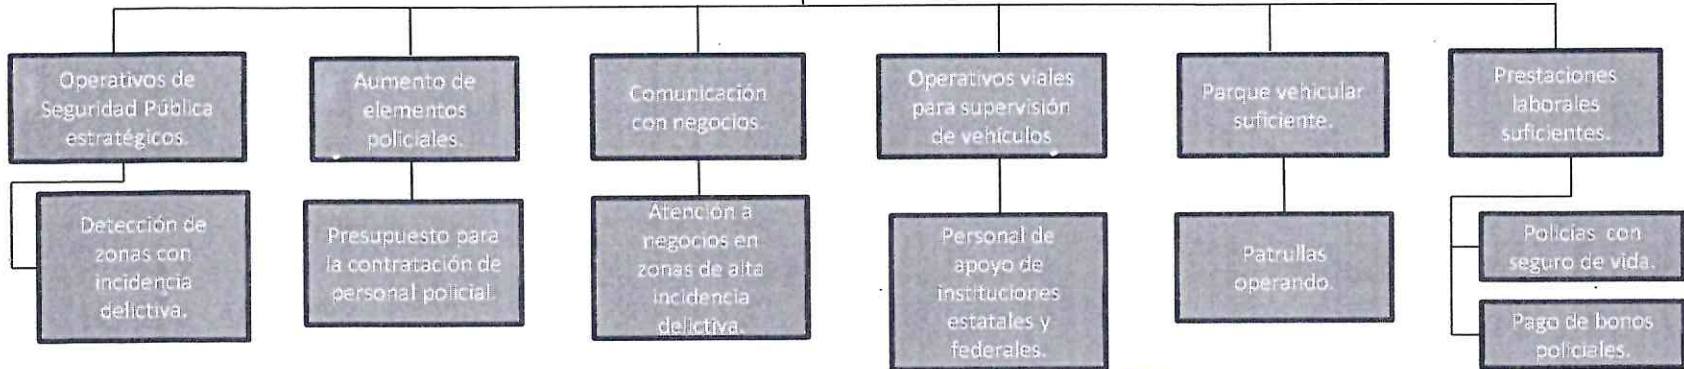 Operativos de
Seguridad Pública
estratégicos.
Aumento de
elementos
policiales.
Comunicación
con negocios.
Operativos viales
para supervisión
de vehículos
Parque vehicular
suficiente.
Prestaciones
laborales
suficientes.
Detección de
zonas con
incidencia
delictiva.
Presupuesto para
la contratación de
personal policial.
Atención a
negocios en
zonas de alta
incidencia
delictiva.
Personal de
apoyo de
instituciones
estatales y
federales.
Patrullas
operando.
Policías con
seguro de vida.
Pago de bonos
policiales.